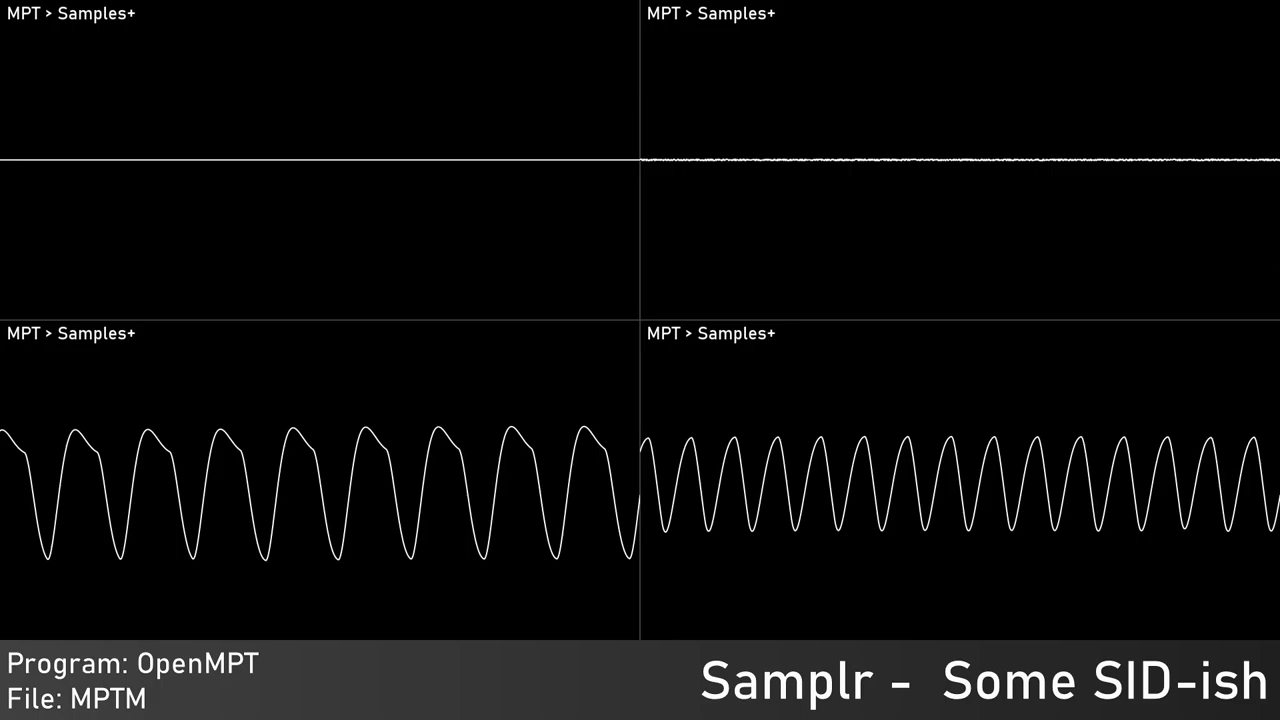 MPT > Samples+
MPT > Samples+
MPT > Samples+
MPT > Samples+
Program: OpenMPT
File: MPTM
Samplr -  Some SID-ish